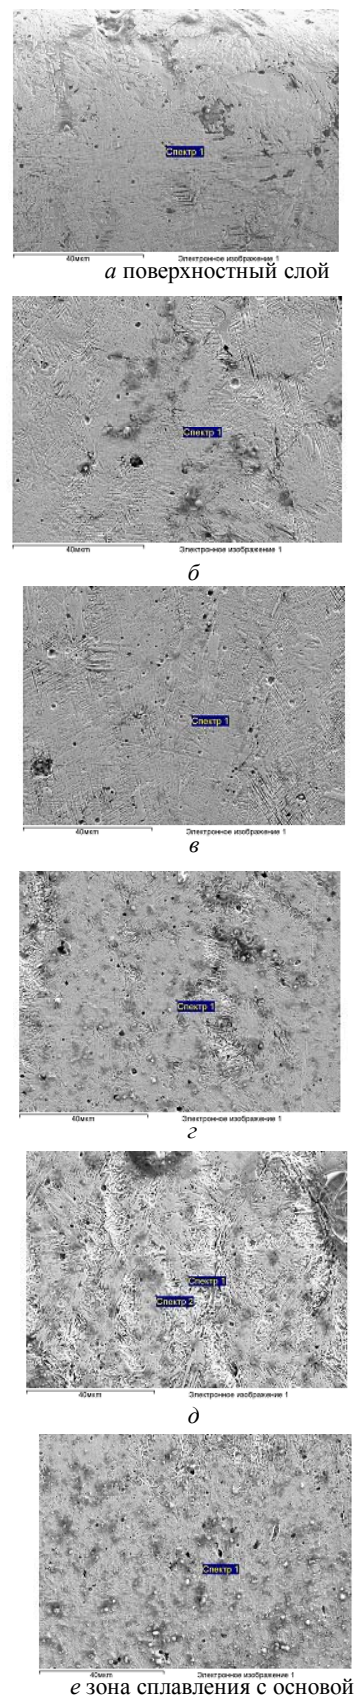 Спектр 1
40мкm Электронное изображение 1
а поверхностный слой
Спектр 1
40мкm Электронное изображение 1
б
Спектр 1
40мкm Электронное изображение 1
в
Спектр 1
40мкm Электронное изображение 1
г
Спектр 1
Спектр 2
40мкm Электронное изображение 1
д
Спектр 1
40мкm Электронное изображение 1
е зона сплавления с основой